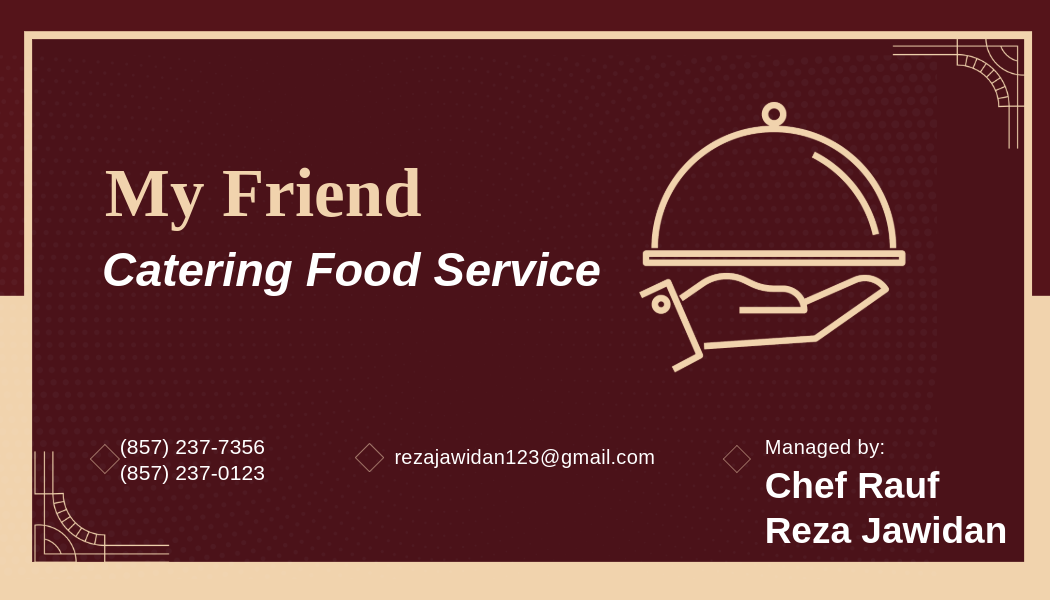 My Friend
Catering Food Service
(857) 237-7356
(857) 237-0123
rezajawidan123@gmail.com
Managed by:
Chef Rauf
Reza Jawidan